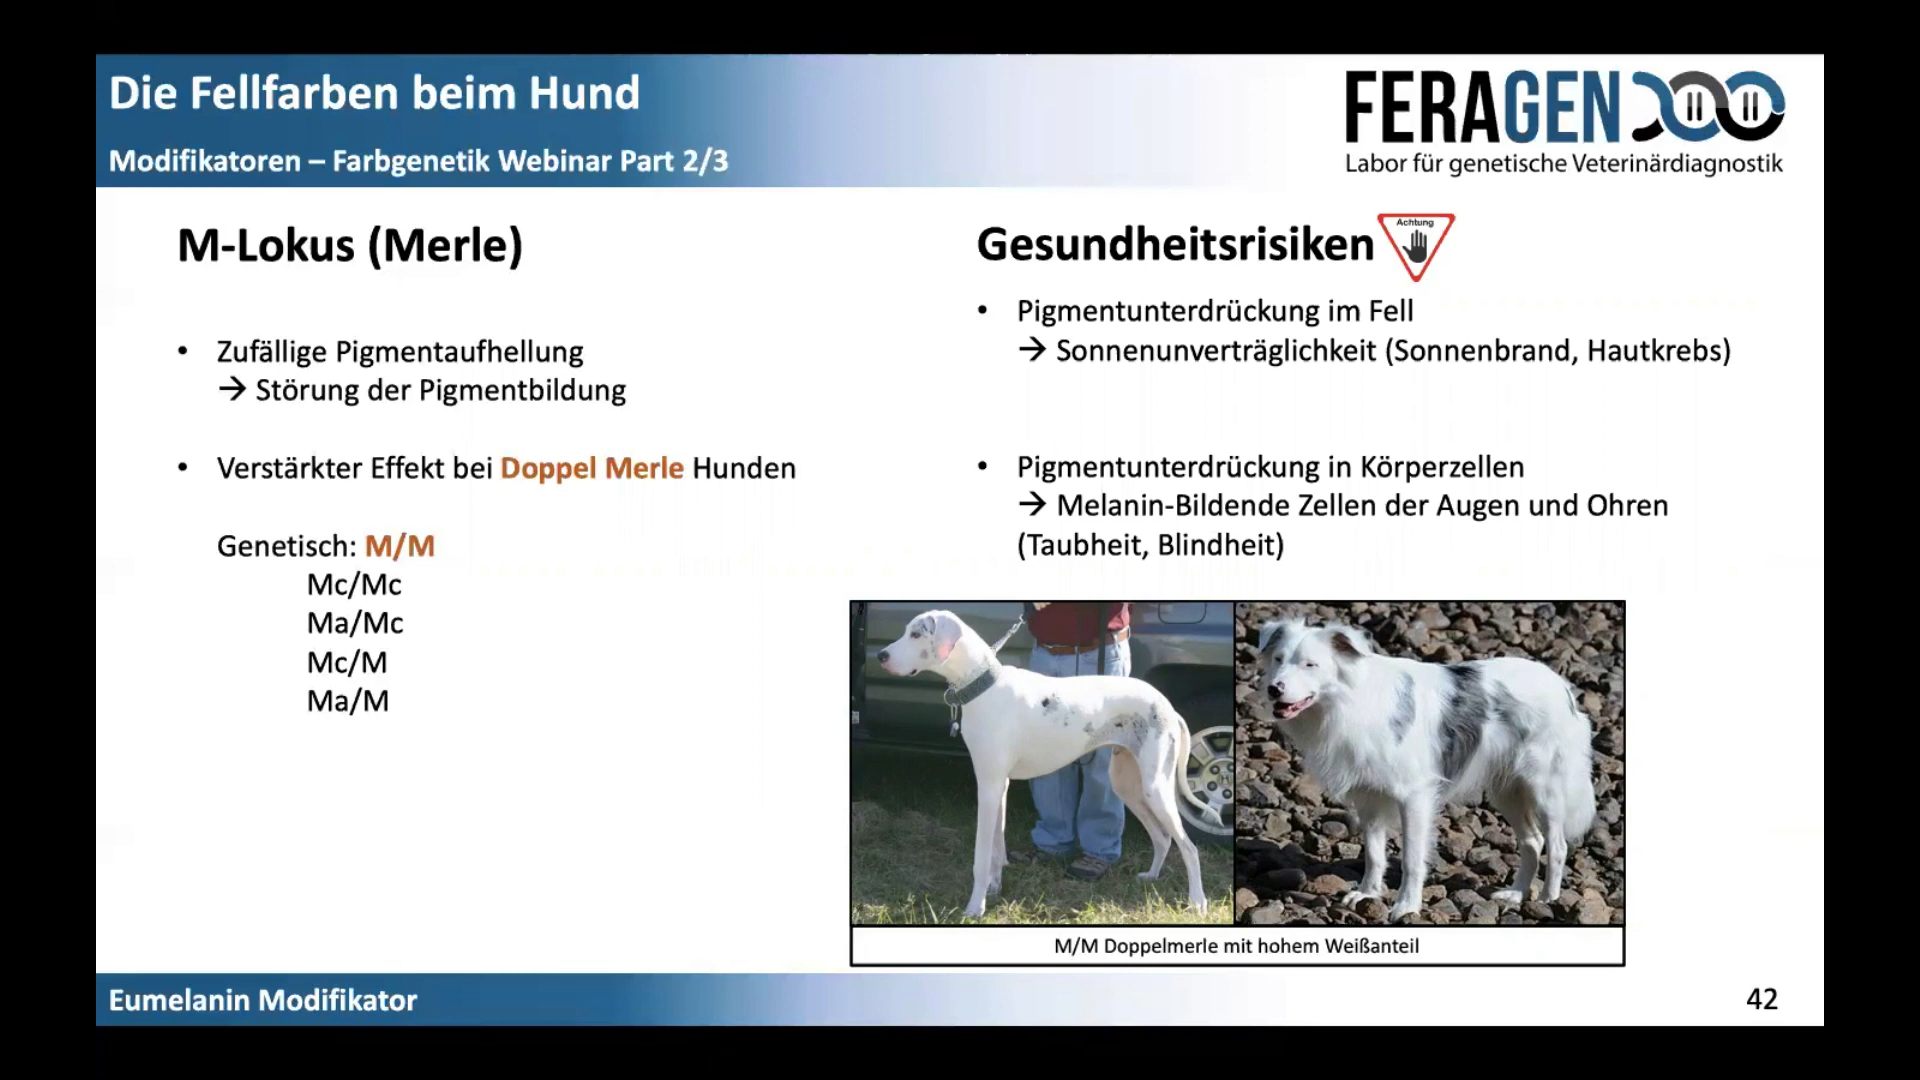 Die Fellfarben beim Hund
Modifikatoren – Farbgenetik Webinar Part 2/3
FERAGEN
Labor für genetische Veterinärdiagnostik
M-Lokus (Merle)
• Zufällige Pigmentaufhellung
→ Störung der Pigmentbildung
• Verstärkter Effekt bei Doppel Merle Hunden
Genetisch: M/M
Mc/Mc
Ma/Mc
Mc/M
Ma/M
Gesundheitsrisiken
Achtung
• Pigmentunterdrückung im Fell
→ Sonnenunverträglichkeit (Sonnenbrand, Hautkrebs)
• Pigmentunterdrückung in Körperzellen
→ Melanin-Bildende Zellen der Augen und Ohren
(Taubheit, Blindheit)
M/M Doppelmerle mit hohem Weißanteil
Eumelanin Modifikator
42